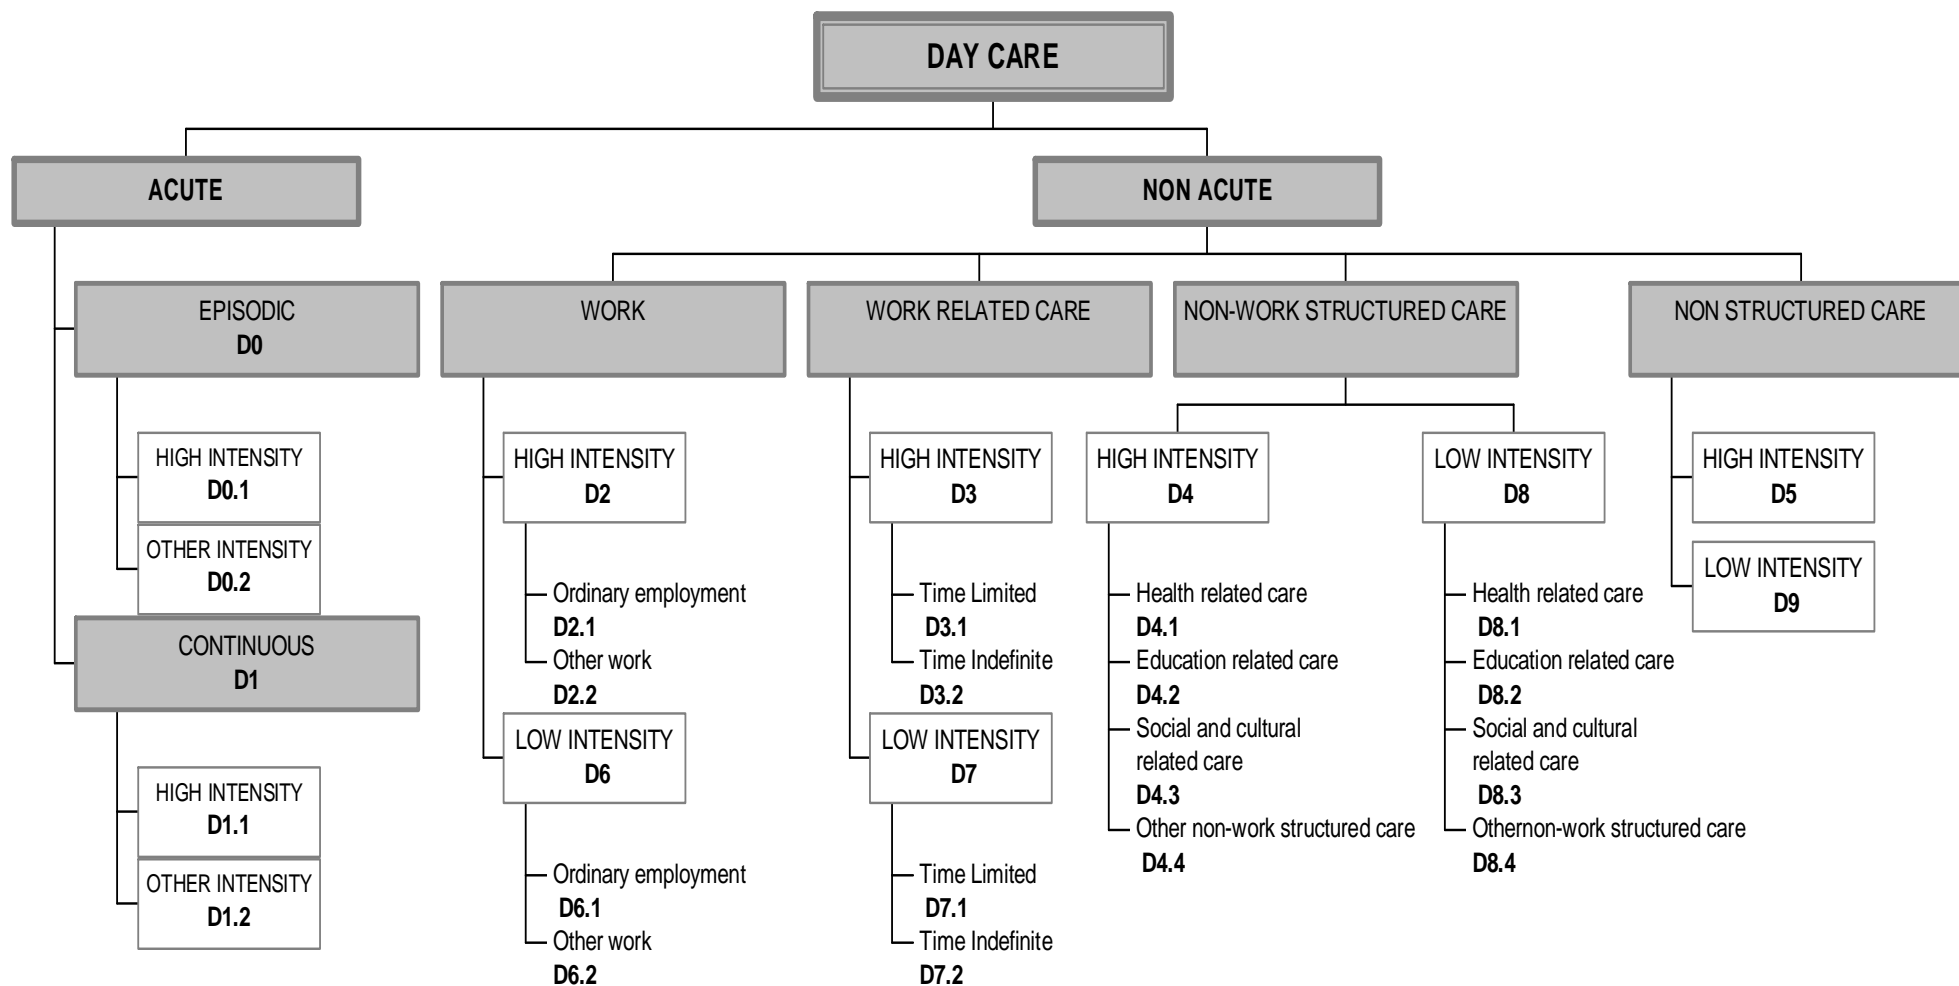 DAY CARE
ACUTE
NON ACUTE
EPISODIC
D0
WORK
WORK RELATED CARE
NON-WORK STRUCTURED CARE
NON STRUCTURED CARE
HIGH INTENSITY
D0.1
OTHER INTENSITY
D0.2
CONTINUOUS
D1
HIGH INTENSITY
D1.1
OTHER INTENSITY
D1.2
HIGH INTENSITY
D2
Ordinary employment
D2.1
Other work
D2.2
LOW INTENSITY
D6
Ordinary employment
D6.1
Other work
D6.2
HIGH INTENSITY
D3
Time Limited
D3.1
Time Indefinite
D3.2
LOW INTENSITY
D7
Time Limited
D7.1
Time Indefinite
D7.2
HIGH INTENSITY
D4
Health related care
D4.1
Education related care
D4.2
Social and cultural
related care
D4.3
Other non-work structured care
D4.4
LOW INTENSITY
D8
Health related care
D8.1
Education related care
D8.2
Social and cultural
related care
D8.3
Othernon-work structured care
D8.4
HIGH INTENSITY
D5
LOW INTENSITY
D9